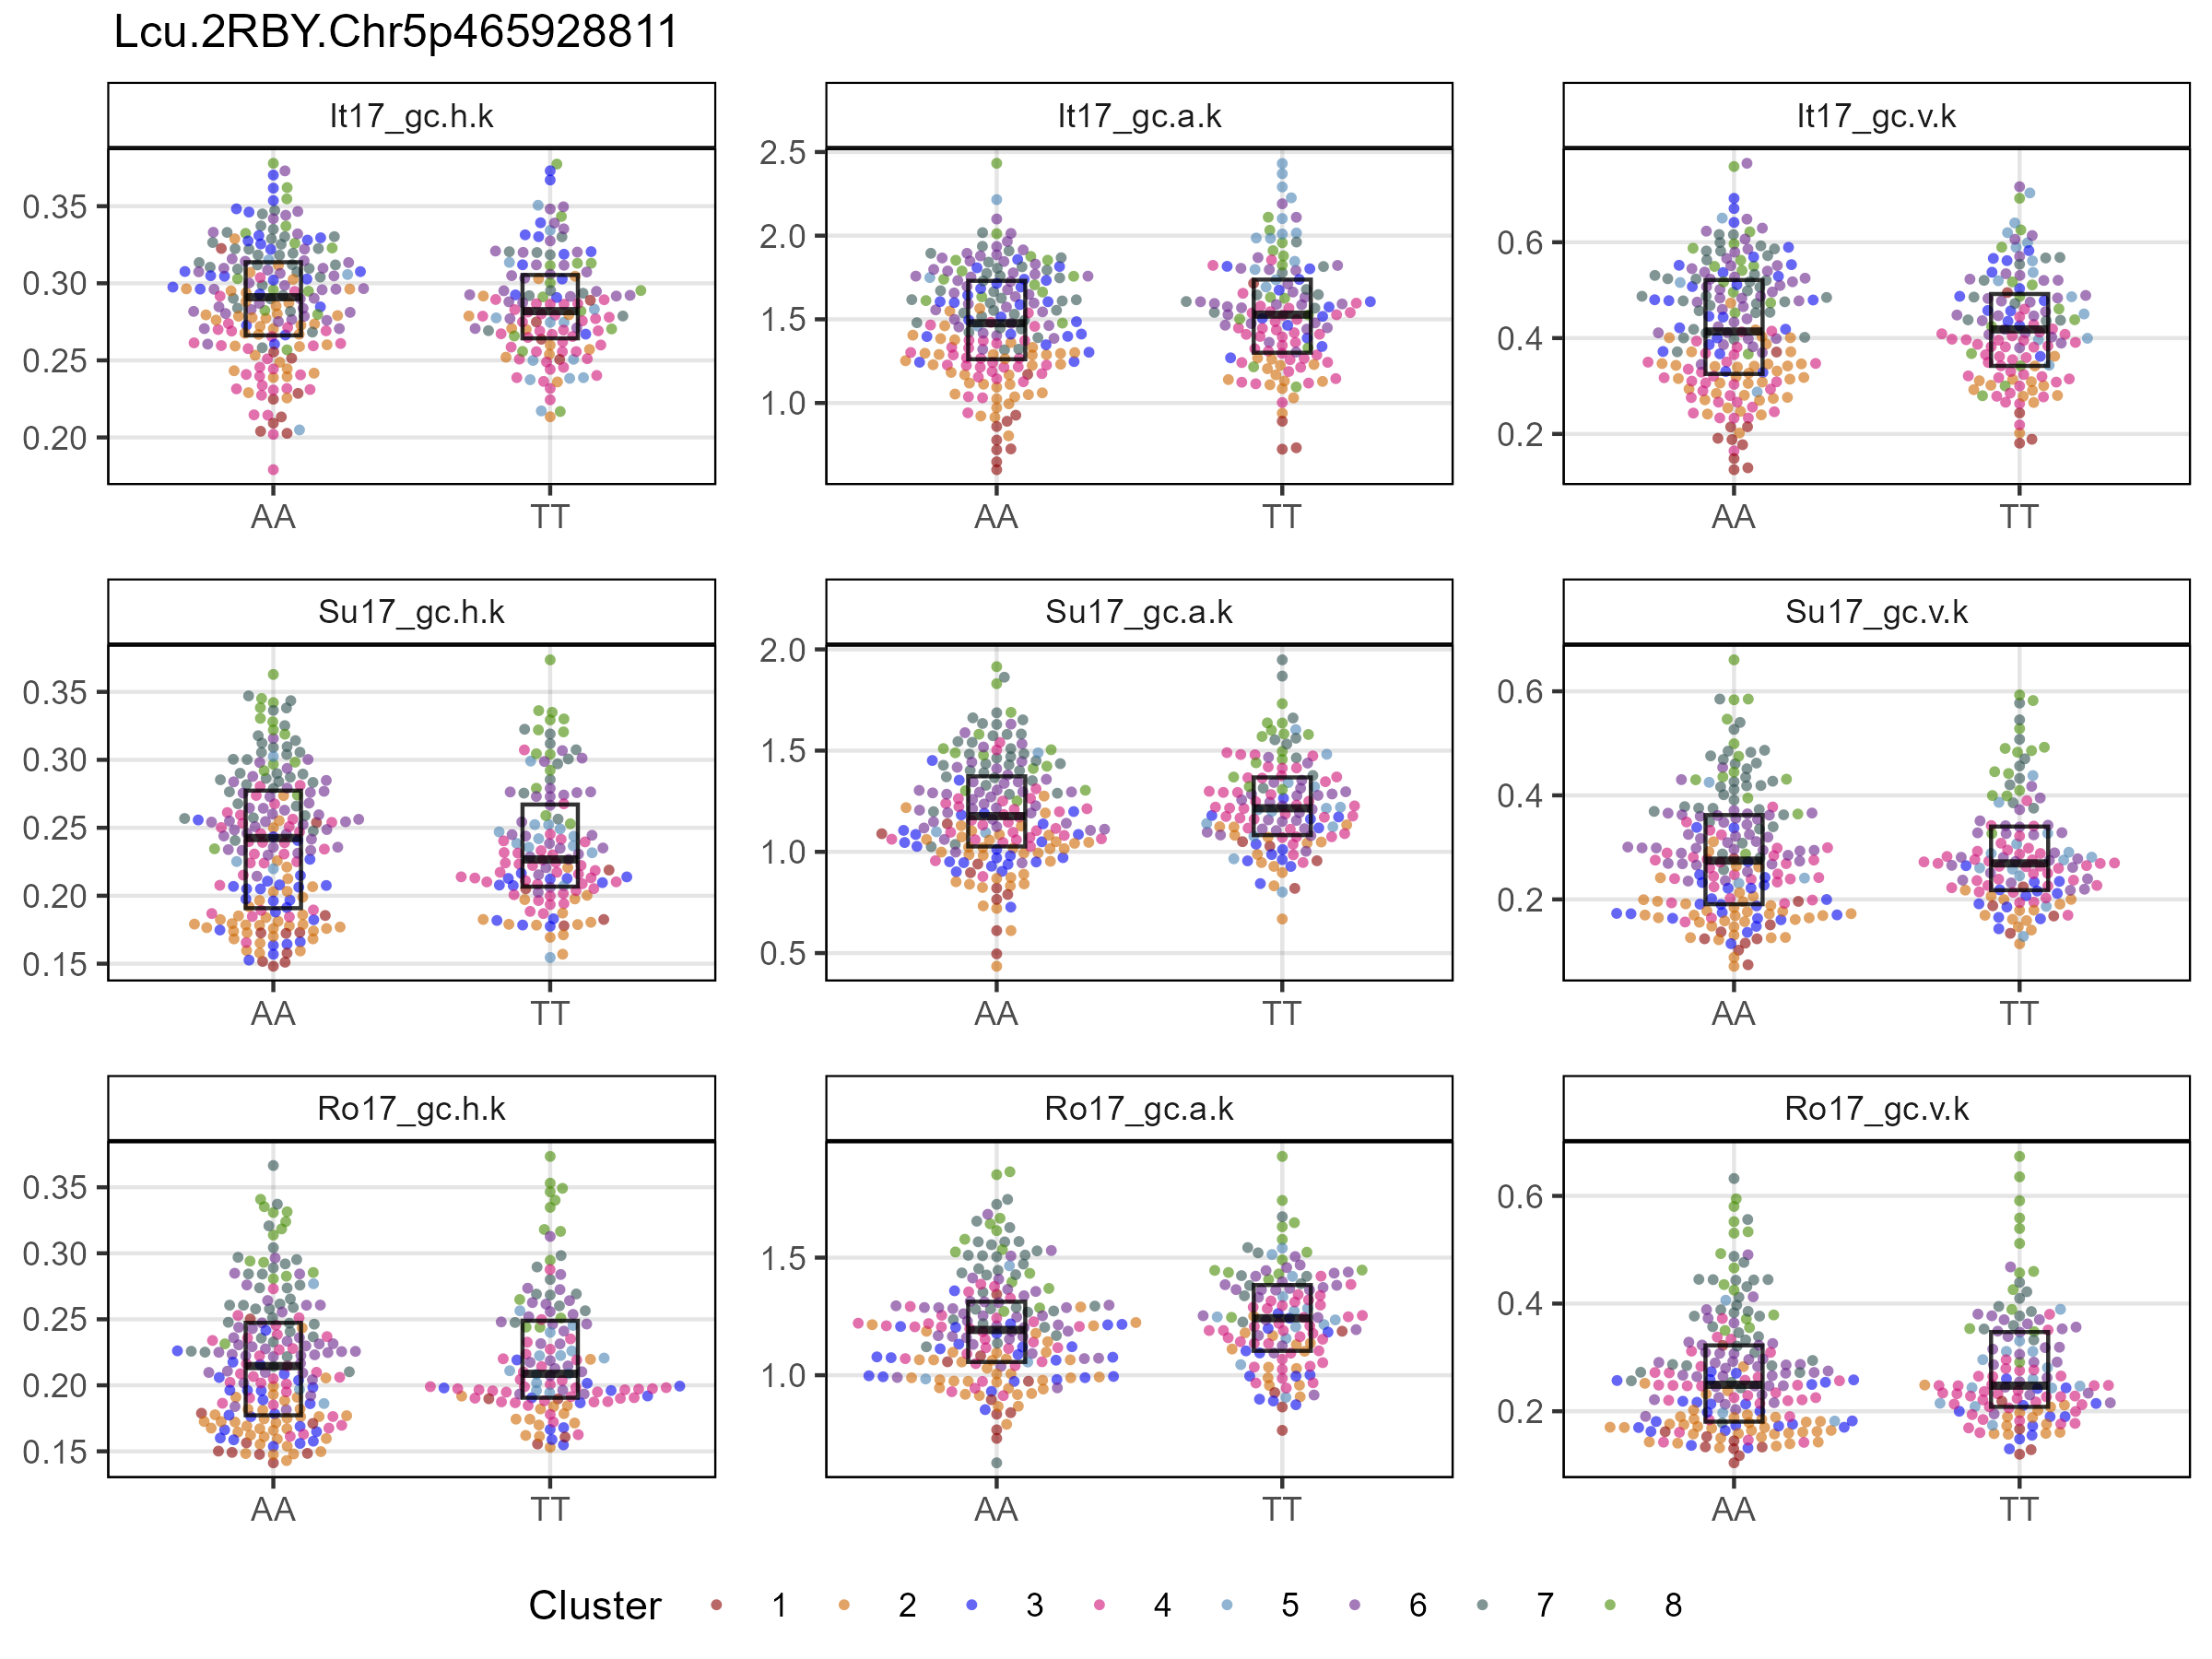 Lcu.2RBY.Chr5p465928811
It17_gc.h.k
It17_gc.a.k
It17_gc.v.k
0.35
0.30
0.25
0.20
2.5
2.0
1.5
1.0
0.6
0.4
0.2
AA TT
AA TT
AA TT
Su17_gc.h.k
Su17_gc.a.k
Su17_gc.v.k
0.35
0.30
0.25
0.20
0.15
2.0
1.5
1.0
0.5
0.6
0.4
0.2
AA TT
AA TT
AA TT
Ro17_gc.h.k
Ro17_gc.a.k
Ro17_gc.v.k
0.35
0.30
0.25
0.20
0.15
1.5
1.0
0.6
0.4
0.2
AA TT
AA TT
AA TT
Cluster 1 2 3 4 5 6 7 8